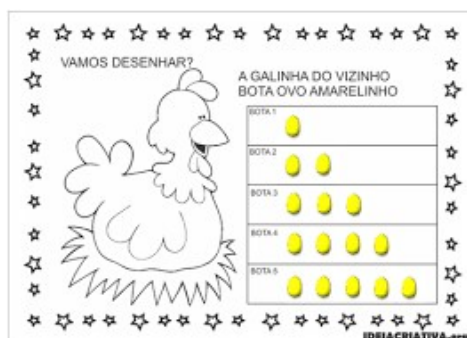 VAMOS DESENHAR?
A GALINHA DO VIZINHO
BOTA OVO AMARELINHO
BOTA 1
BOTA 2
BOTA 3
BOTA 4
BOTA 5
IDEIACRIATIVA.org